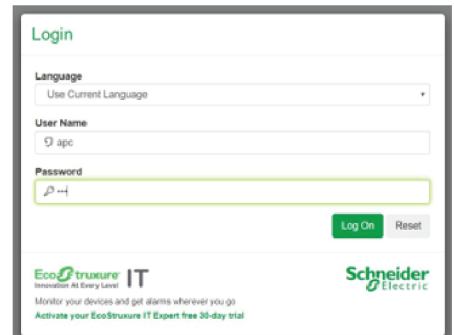 Login
Language
Use Current Language
User Name
apc
Password
•••
Log On Reset
EcoStruxure IT
Innovation At Every Level
Schneider
Electric
Monitor your devices and get alarms wherever you go
Activate your EcoStruxure IT Expert free 30-day trial